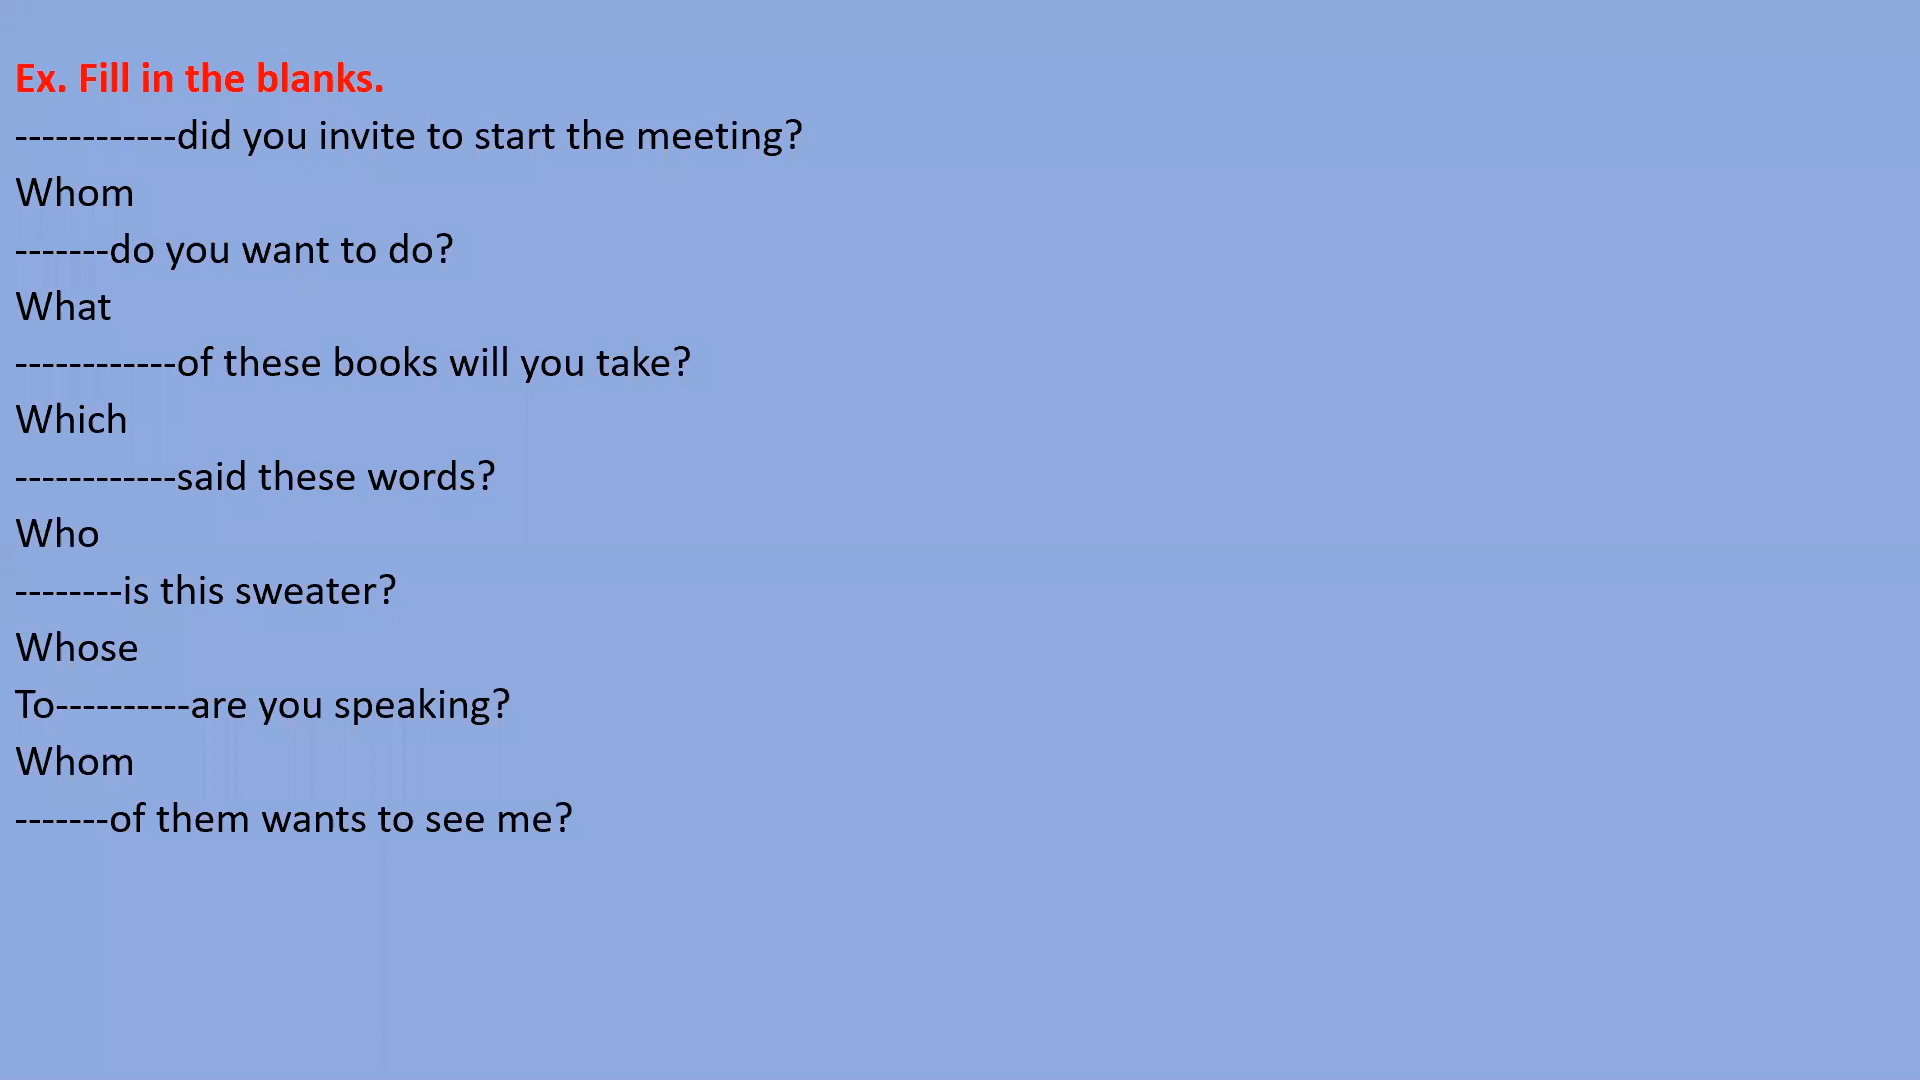 Ex. Fill in the blanks.
------------did you invite to start the meeting?
Whom
-------do you want to do?
What
------------of these books will you take?
Which
------------said these words?
Who
--------is this sweater?
Whose
To----------are you speaking?
Whom
-------of them wants to see me?